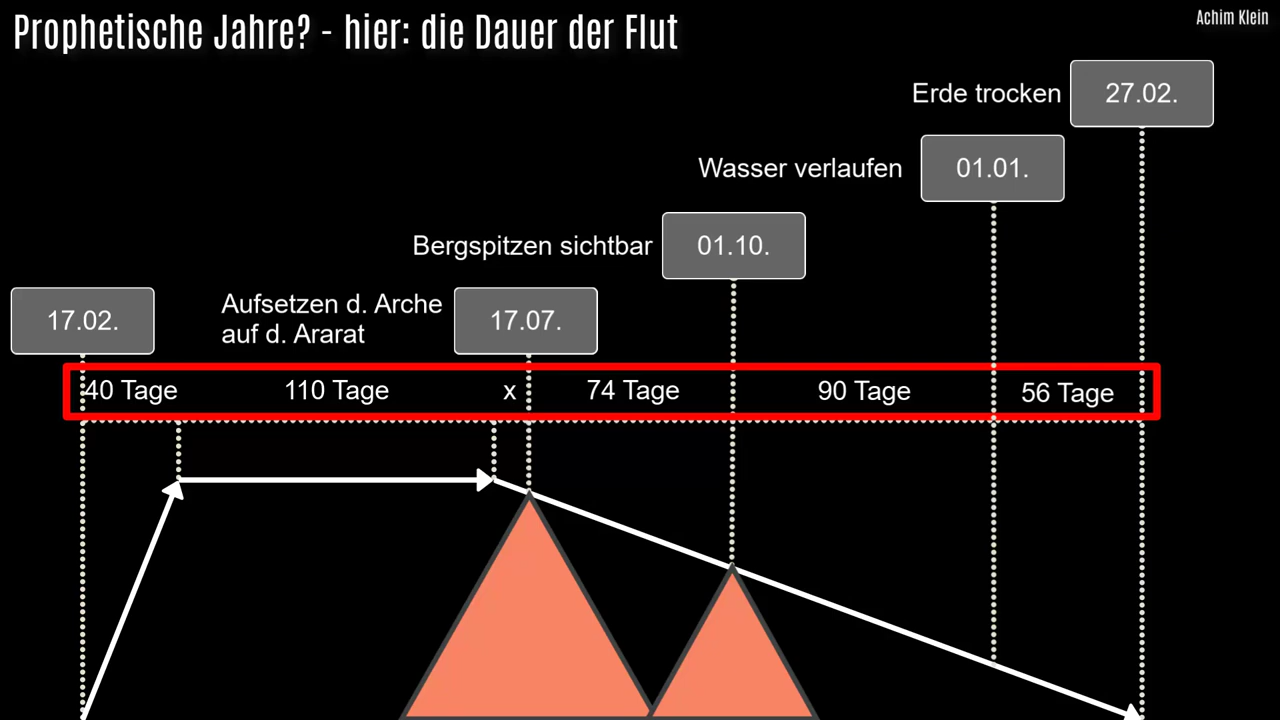 Prophetische Jahre? - hier: die Dauer der Flut
Achim Klein
Erde trocken
27.02.
Wasser verlaufen
01.01.
Bergspitzen sichtbar
01.10.
17.02.
Aufsetzen d. Arche
auf d. Ararat
17.07.
40 Tage
110 Tage
x
74 Tage
90 Tage
56 Tage